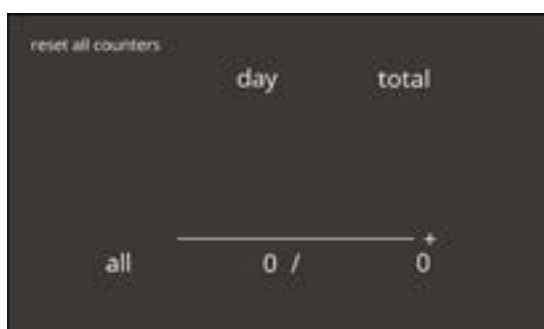 reset all counters
day total
+
all 0 / 0